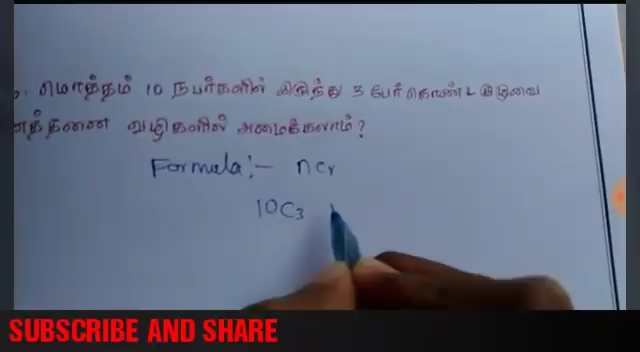 மொத்தம் 10 நபர்களில் இருந்து 3 பேர்கொண்ட குழுவை
எத்தனை வழிகளில் அமைக்கலாம்?
Formula:- nCr
10C3
SUBSCRIBE AND SHARE